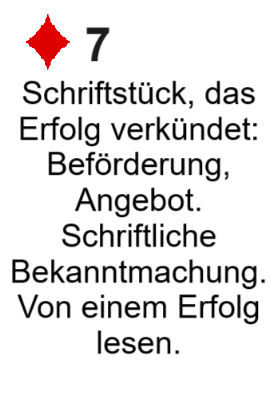 7
Schriftstück, das
Erfolg verkündet:
Beförderung,
Angebot.
Schriftliche
Bekanntmachung.
Von einem Erfolg
lesen.